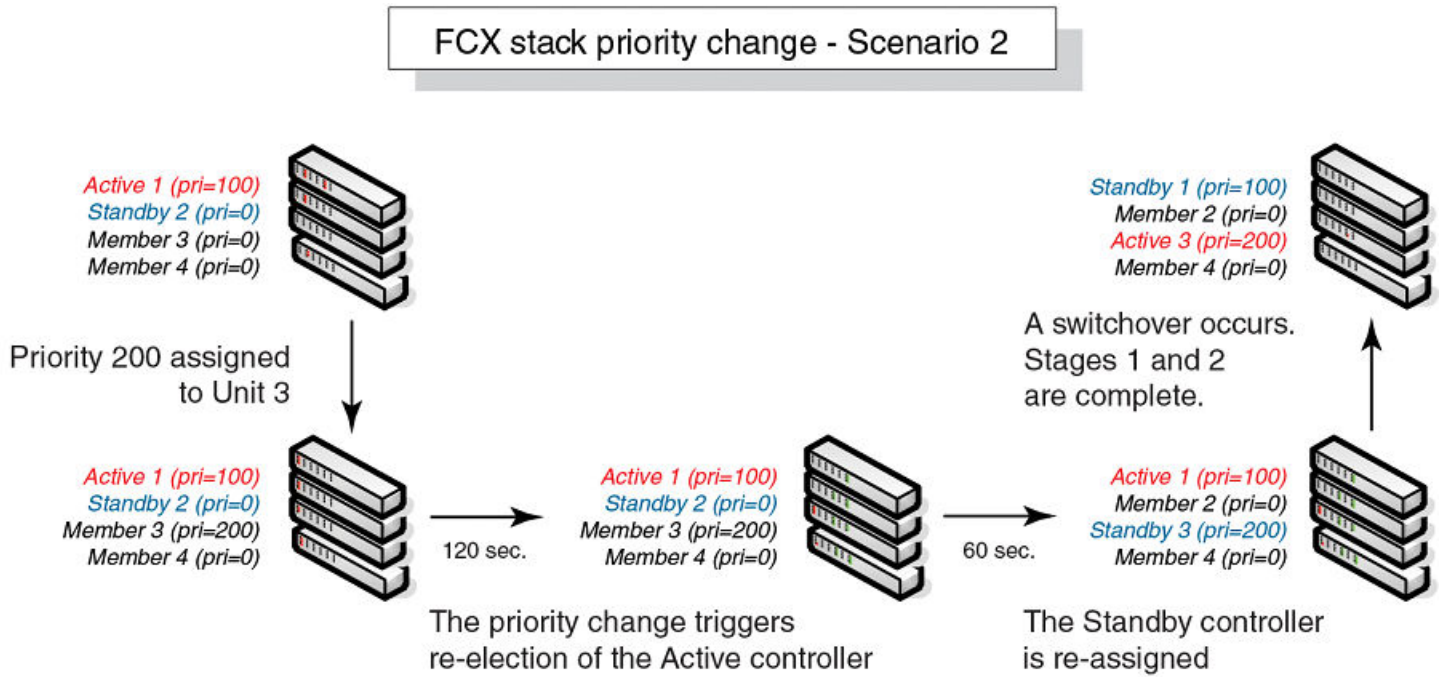 FCX stack priority change - Scenario 2
Active 1 (pri=100)
Standby 2 (pri=0)
Member 3 (pri=0)
Member 4 (pri=0)
Priority 200 assigned
to Unit 3
Active 1 (pri=100)
Standby 2 (pri=0)
Member 3 (pri=200)
Member 4 (pri=0)
120 sec.
Active 1 (pri=100)
Standby 2 (pri=0)
Member 3 (pri=200)
Member 4 (pri=0)
The priority change triggers
re-election of the Active controller
60 sec.
Active 1 (pri=100)
Member 2 (pri=0)
Standby 3 (pri=200)
Member 4 (pri=0)
The Standby controller
is re-assigned
A switchover occurs.
Stages 1 and 2
are complete.
Standby 1 (pri=100)
Member 2 (pri=0)
Active 3 (pri=200)
Member 4 (pri=0)